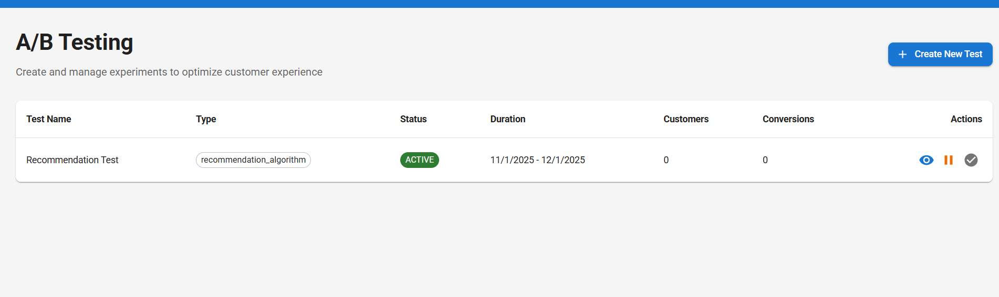 A/B Testing
Create New Test
Create and manage experiments to optimize customer experience
Test Name Type Status Duration Customers Conversions Actions
Recommendation Test recommendation_algorithm ACTIVE 11/1/2025 - 12/1/2025 0 0